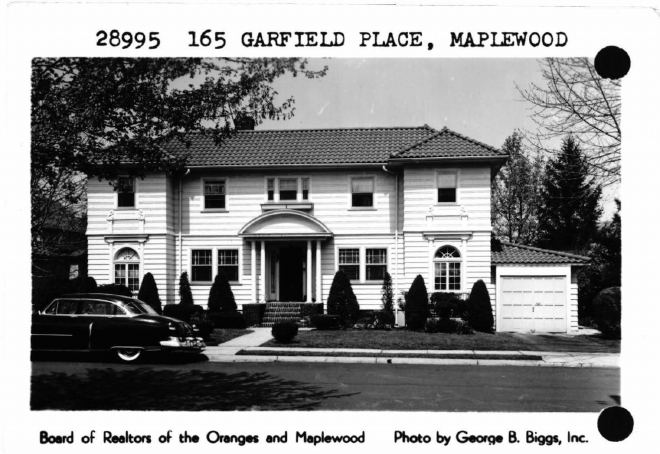 28995 165 GARFIELD PLACE, MAPLEWOOD
Board of Realtors of the Oranges and Maplewood Photo by George B. Biggs, Inc.